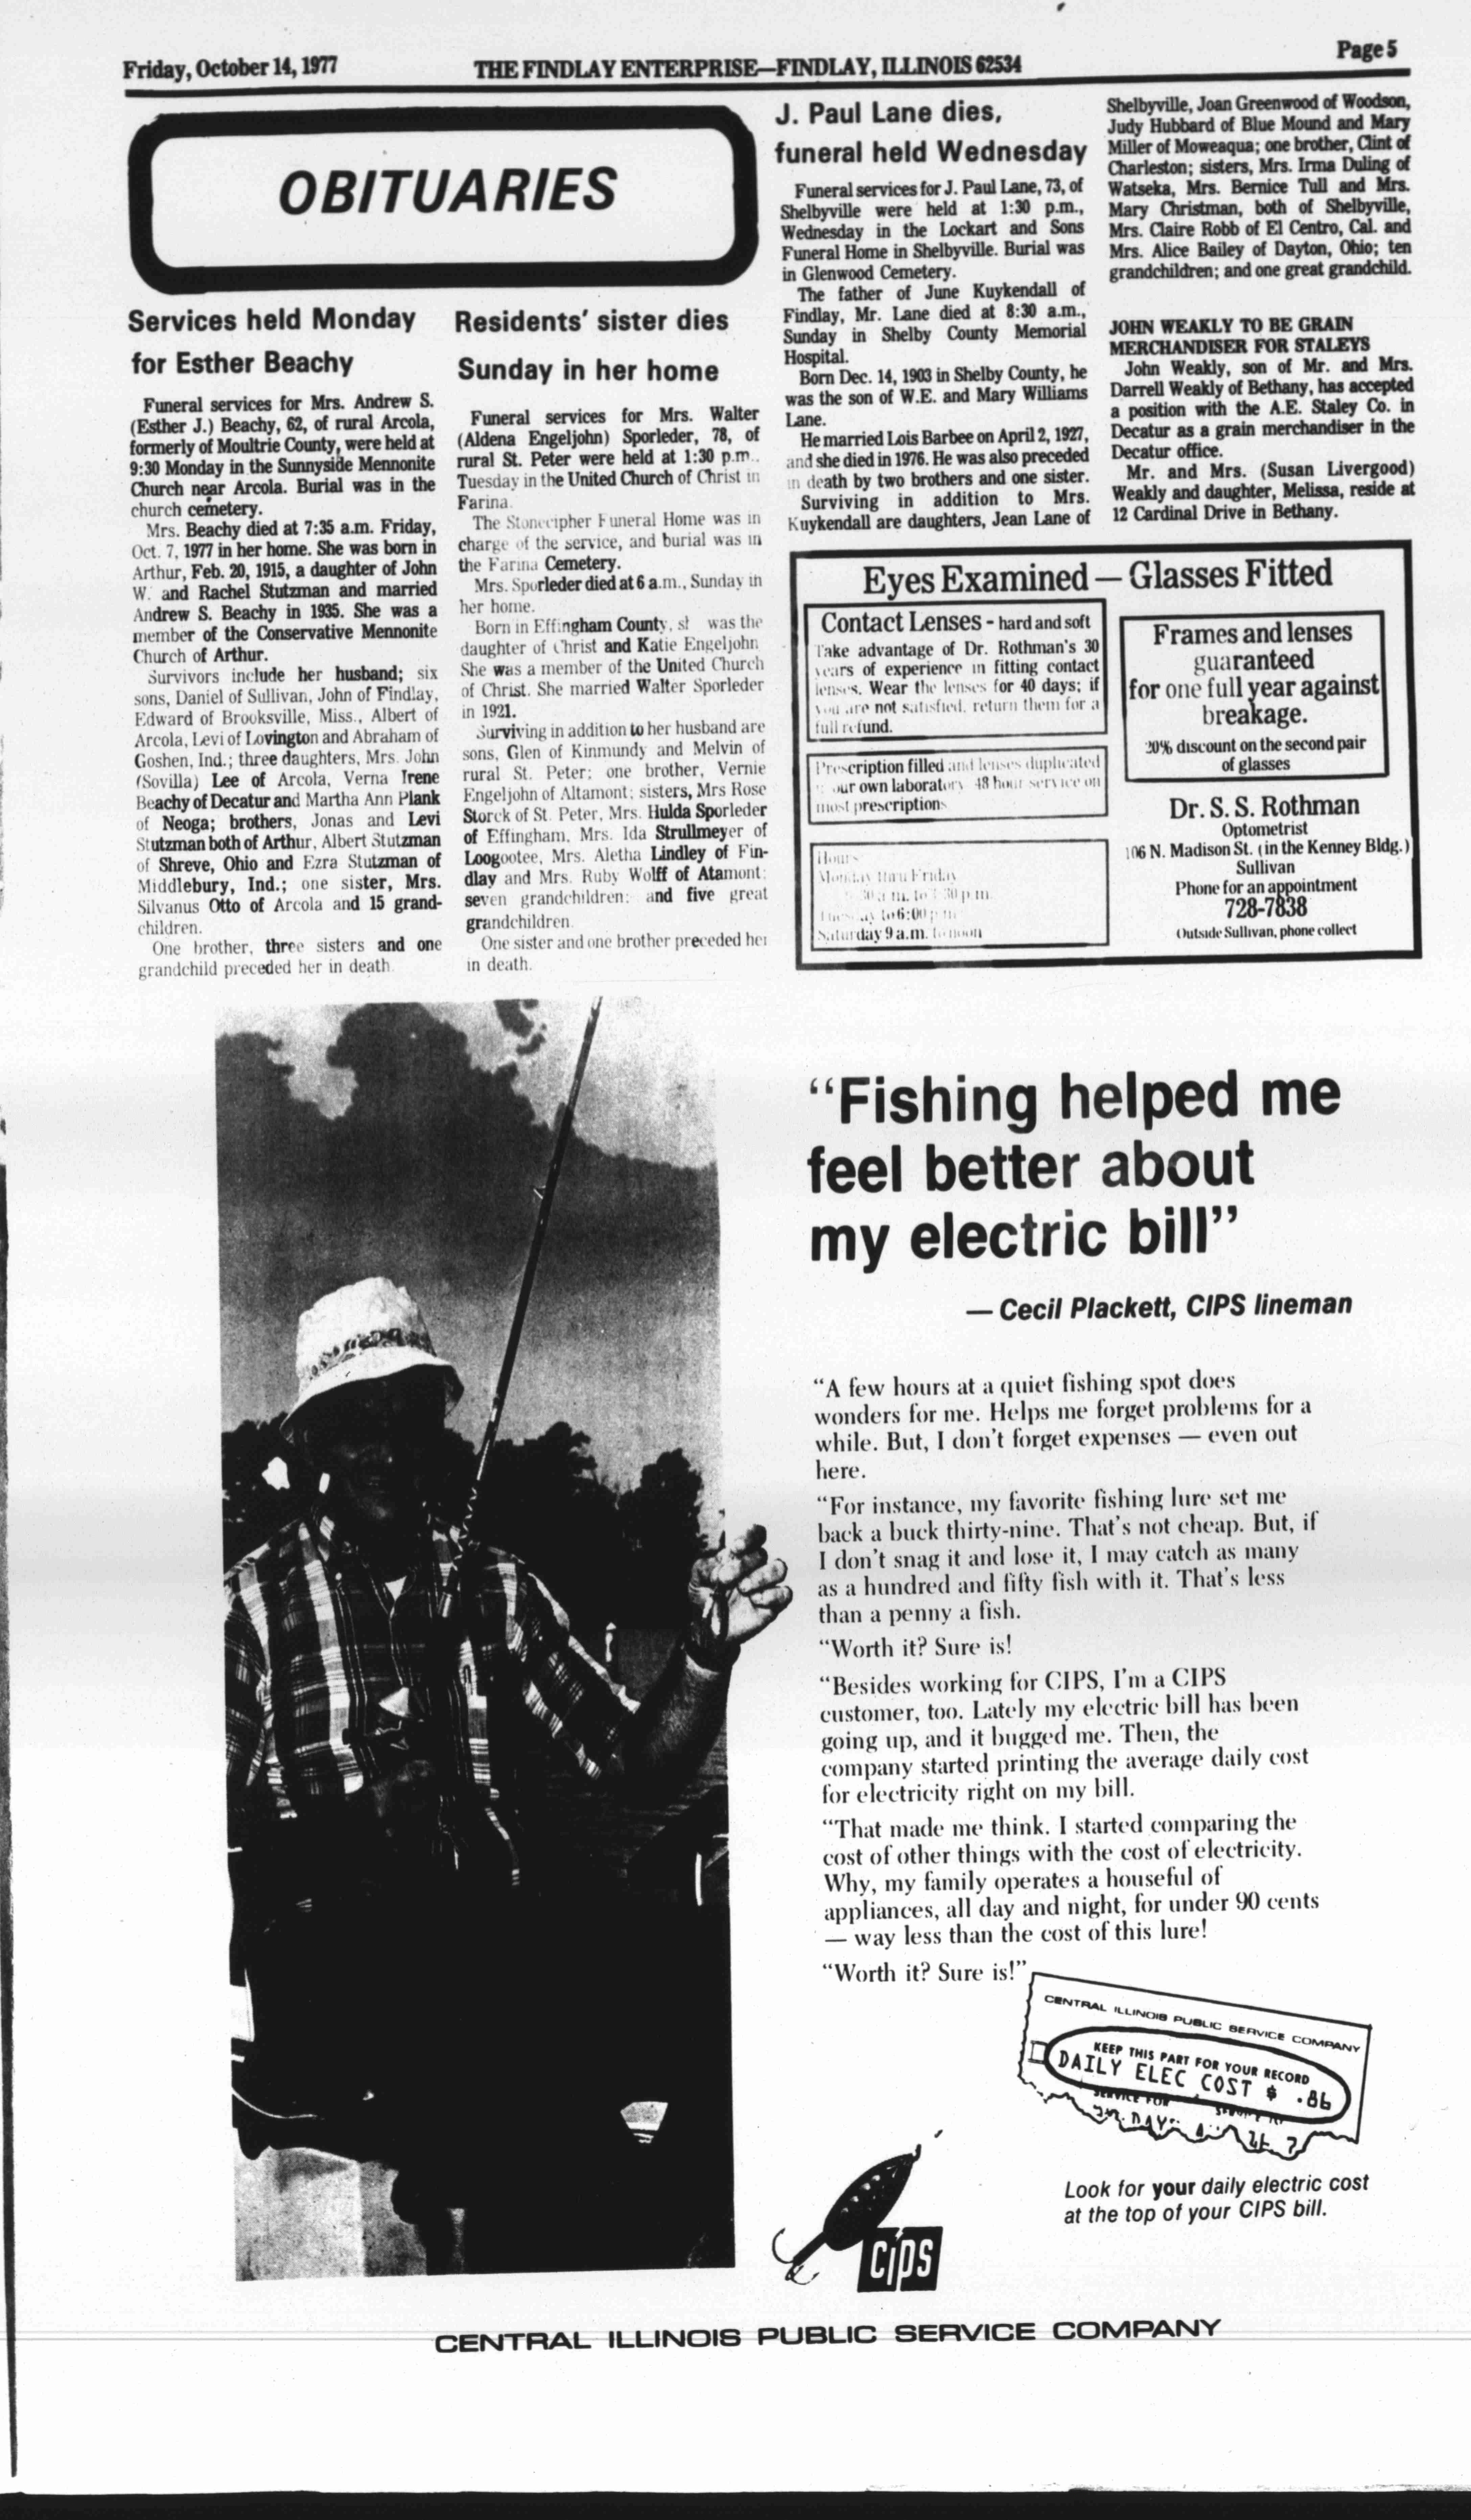 Friday, October 14, 1977
THE FINDLAY ENTERPRISE—FINDLAY, ILLINOIS 62534
Page 5
OBITUARIES
Services held Monday
for Esther Beachy
Funeral services for Mrs. Andrew S.
(Esther J.) Beachy, 62, of rural Arcola,
formerly of Moultrie County, were held at
9:30 Monday in the Sunnyside Mennonite
Church near Arcola. Burial was in the
church cemetery.
Mrs. Beachy died at 7:35 a.m. Friday,
Oct. 7, 1977 in her home. She was born in
Arthur, Feb. 20, 1915, a daughter of John
W. and Rachel Stutzman and married
Andrew S. Beachy in 1935. She was a
member of the Conservative Mennonite
Church of Arthur.
Survivors include her husband; six
sons, Daniel of Sullivan, John of Findlay,
Edward of Brooksville, Miss., Albert of
Arcola, Levi of Lovington and Abraham of
Goshen, Ind.; three daughters, Mrs. John
(Sovilla) Lee of Arcola, Verna Irene
Beachy of Decatur and Martha Ann Plank
of Neoga; brothers, Jonas and Levi
Stutzman both of Arthur, Albert Stutzman
of Shreve, Ohio and Ezra Stutzman of
Middlebury, Ind.; one sister, Mrs.
Silvanus Otto of Arcola and 15 grand-
children.
One brother, three sisters and one
grandchild preceded her in death.
Residents' sister dies
Sunday in her home
Funeral services for Mrs. Walter
(Aldena Engeljohn) Sporleder, 78, of
rural St. Peter were held at 1:30 p.m.,
Tuesday in the United Church of Christ in
Farina.
The Stonecipher Funeral Home was in
charge of the service, and burial was in
the Farina Cemetery.
Mrs. Sporleder died at 6 a.m., Sunday in
her home.
Born in Effingham County, was the
daughter of Christ and Katie Engeljohn
She was a member of the United Church
of Christ. She married Walter Sporleder
in 1921.
Surviving in addition to her husband are
sons, Glen of Kinmundy and Melvin of
rural St. Peter; one brother, Vernie
Engeljohn of Altamont; sisters, Mrs Rose
Storck of St. Peter, Mrs. Hulda Sporleder
of Effingham, Mrs. Ida Strullmeyer of
Loogootee, Mrs. Aletha Lindley of Fin-
dlay and Mrs. Ruby Wolff of Atamont;
seven grandchildren; and five great
grandchildren.
One sister and one brother preceded her
in death.
J. Paul Lane dies,
funeral held Wednesday
Funeral services for J. Paul Lane, 73, of
Shelbyville were held at 1:30 p.m.,
Wednesday in the Lockart and Sons
Funeral Home in Shelbyville. Burial was
in Glenwood Cemetery.
The father of June Kuykendall of
Findlay, Mr. Lane died at 8:30 a.m.,
Sunday in Shelby County Memorial
Hospital.
Born Dec. 14, 1903 in Shelby County, he
was the son of W.E. and Mary Williams
Lane.
He married Lois Barbee on April 2, 1927,
and she died in 1976. He was also preceded
in death by two brothers and one sister.
Surviving in addition to Mrs.
Kuykendall are daughters, Jean Lane of
Shelbyville, Joan Greenwood of Woodson,
Judy Hubbard of Blue Mound and Mary
Miller of Moweaqua; one brother, Clint of
Charleston; sisters, Mrs. Irma Duling of
Watseka, Mrs. Bernice Tull and Mrs.
Mary Christman, both of Shelbyville,
Mrs. Claire Robb of El Centro, Cal. and
Mrs. Alice Bailey of Dayton, Ohio; ten
grandchildren; and one great grandchild.
JOHN WEAKLY TO BE GRAIN
MERCHANDISER FOR STALEYS
John Weakly, son of Mr. and Mrs.
Darrell Weakly of Bethany, has accepted
a position with the A.E. Staley Co. in
Decatur as a grain merchandiser in the
Decatur office.
Mr. and Mrs. (Susan Livergood)
Weakly and daughter, Melissa, reside at
12 Cardinal Drive in Bethany.
Eyes Examined — Glasses Fitted
Contact Lenses - hard and soft
Take advantage of Dr. Rothman's 30
years of experience in fitting contact
lenses. Wear the lenses for 40 days; if
you are not satisfied, return them for a
full refund.
Prescription filled and lenses duplicated
our own laboratory 48 hour service on
most prescriptions
Hours
Monday thru Friday
30 a.m. to 30 p.m.
to 6:00 p.m.
Saturday 9 a.m. to noon
Frames and lenses
guaranteed
for one full year against
breakage.
20% discount on the second pair
of glasses
Dr. S. S. Rothman
Optometrist
106 N. Madison St. (in the Kenney Bldg.)
Sullivan
Phone for an appointment
728-7838
Outside Sullivan, phone collect
“Fishing helped me
feel better about
my electric bill”
— Cecil Plackett, CIPS lineman
“A few hours at a quiet fishing spot does
wonders for me. Helps me forget problems for a
while. But, I don't forget expenses — even out
here.
“For instance, my favorite fishing lure set me
back a buck thirty-nine. That's not cheap. But, if
I don't snag it and lose it, I may catch as many
as a hundred and fifty fish with it. That's less
than a penny a fish.
“Worth it? Sure is!
“Besides working for CIPS, I'm a CIPS
customer, too. Lately my electric bill has been
going up, and it bugged me. Then, the
company started printing the average daily cost
for electricity right on my bill.
“That made me think. I started comparing the
cost of other things with the cost of electricity.
Why, my family operates a houseful of
appliances, all day and night, for under 90 cents
— way less than the cost of this lure!
“Worth it? Sure is!”
CENTRAL ILLINOIS PUBLIC SERVICE COMPANY
KEEP THIS PART FOR YOUR RECORD
DAILY ELEC COST $ .86
SERVICE FOR
Look for your daily electric cost
at the top of your CIPS bill.
CIPS
CENTRAL ILLINOIS PUBLIC SERVICE COMPANY